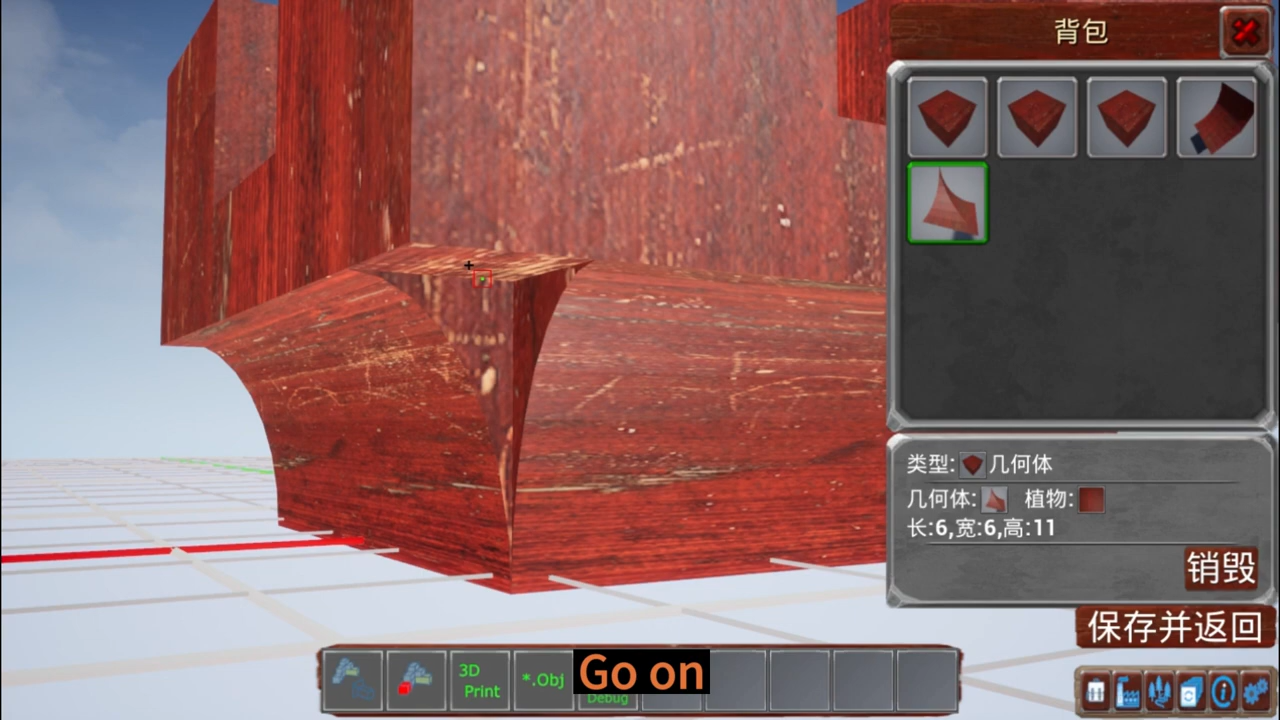 背包
类型: 几何体
几何体: 植物:
长:6,宽:6,高:11
销毁
保存并返回
3D
Print
*.Obj
Debug
Go on